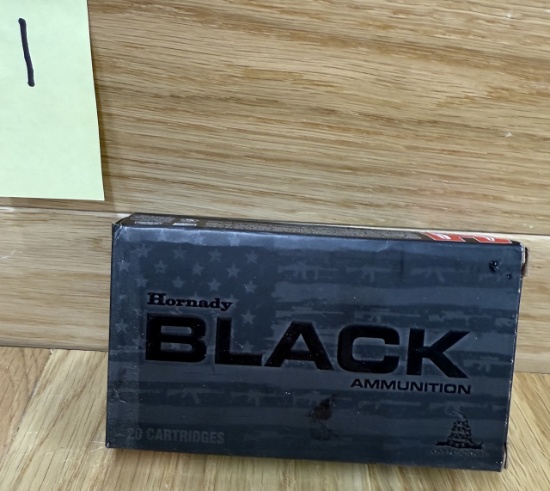 1
Hornady
BLACK
AMMUNITION
20 CARTRIDGES